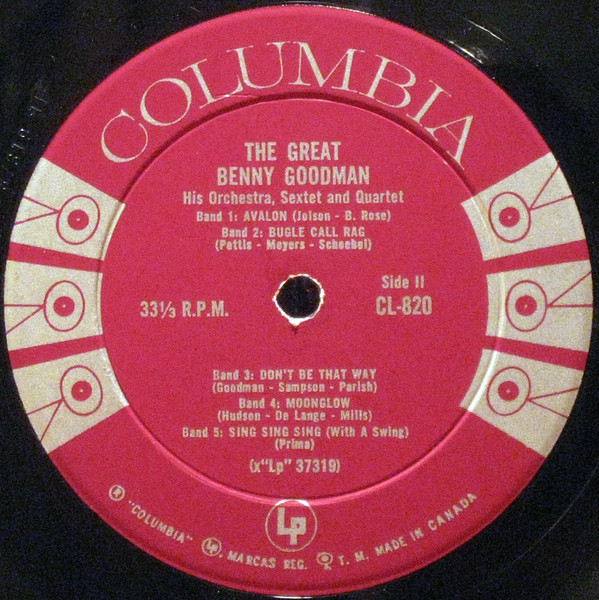 COLUMBIA
THE GREAT
BENNY GOODMAN
His Orchestra, Sextet and Quartet
Band 1: AVALON (Jolson - B. Rose)
Band 2: BUGLE CALL RAG
(Pettis - Meyers - Schoebel)
33⅓ R.P.M.
Side II
CL-820
Band 3: DON'T BE THAT WAY
(Goodman - Sampson - Parish)
Band 4: MOONGLOW
(Hudson - De Lange - Mills)
Band 5: SING SING SING (With A Swing)
(Prima)
(x"Lp" 37319)
LP
® "COLUMBIA" LP, MARCAS REG. T. M. MADE IN CANADA